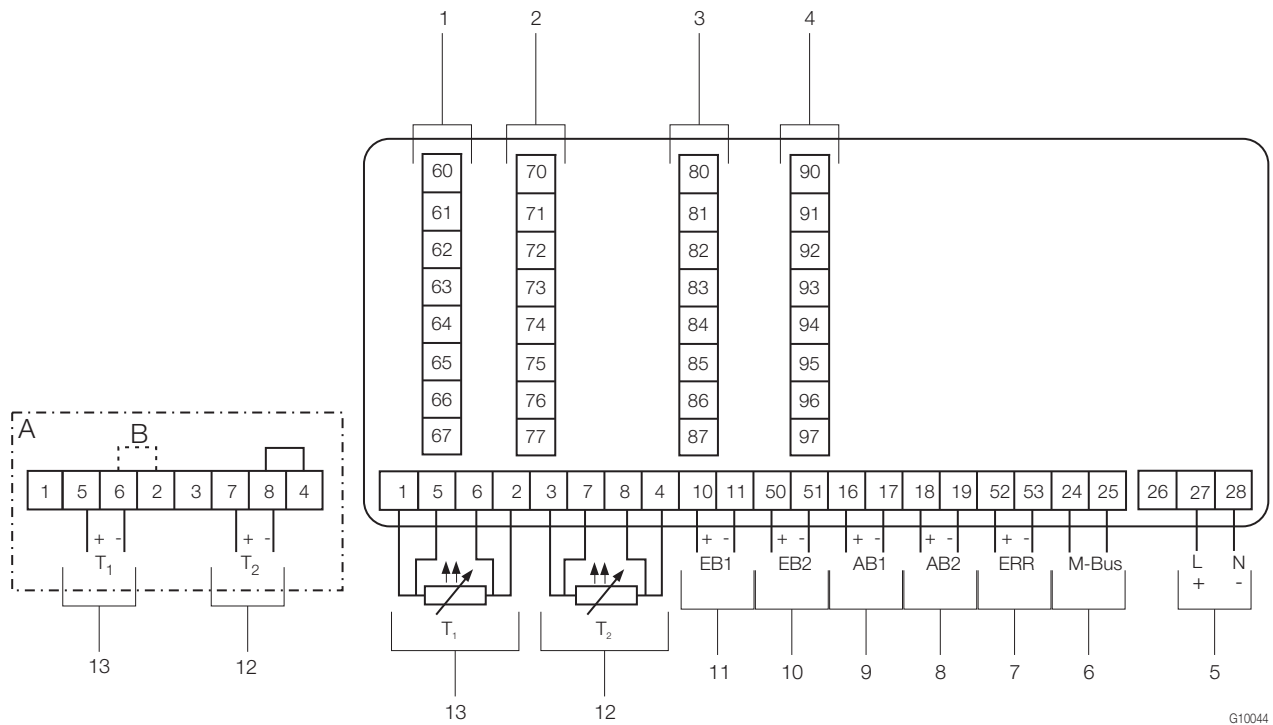 1 2 3 4
60 70 80 90
61 71 81 91
62 72 82 92
63 73 83 93
64 74 84 94
65 75 85 95
66 76 86 96
67 77 87 97
A B
1 5 6 2 3 7 8 4
+ - + -
T1 T2
13 12
1 5 6 2 3 7 8 4 10 11 50 51 16 17 18 19 52 53 24 25 26 27 28
+ - + - + - + - + -
EB1 EB2 AB1 AB2 ERR M-Bus L N
+ -
T1 T2
13 12 11 10 9 8 7 6 5
G10044